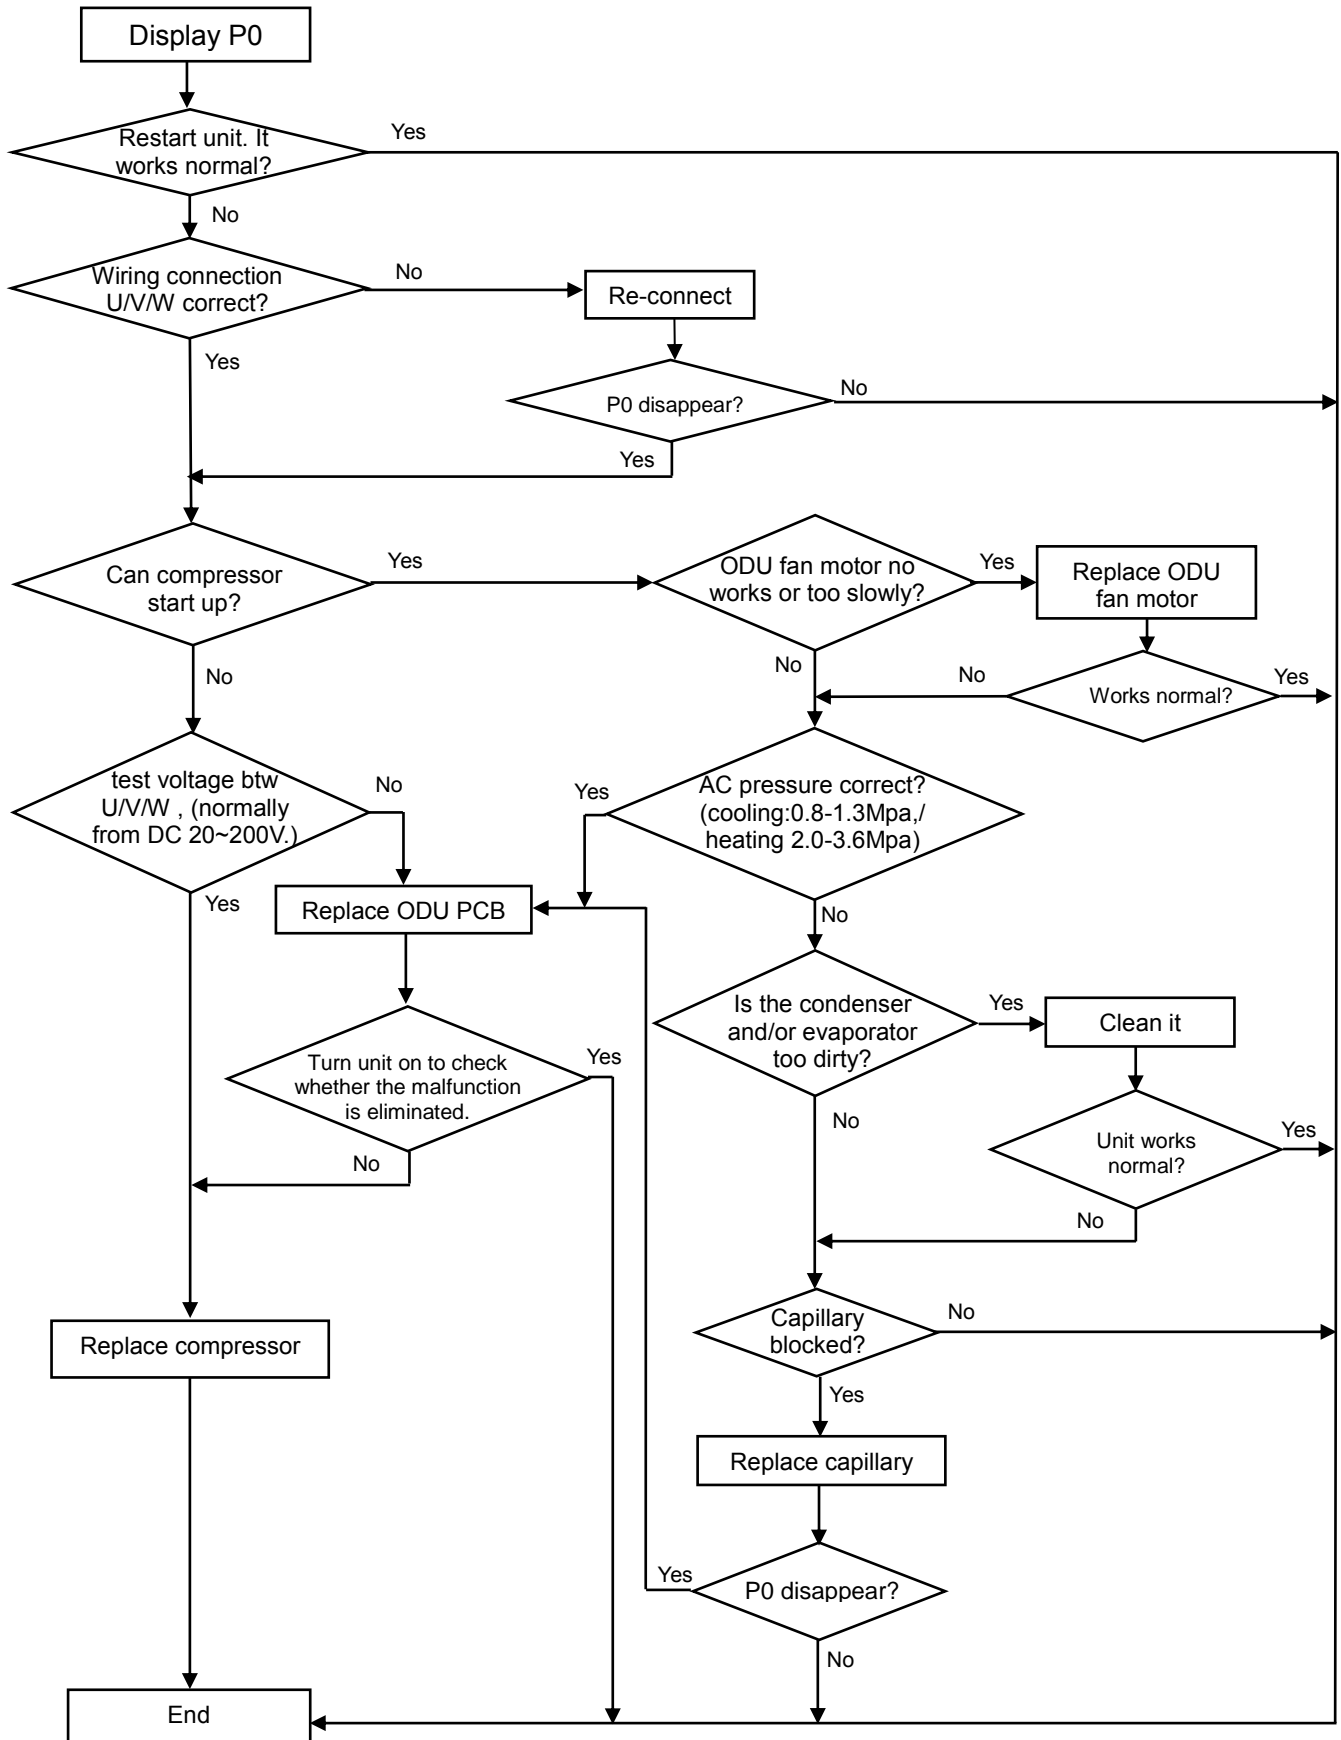 Display P0
Restart unit. It
works normal?
Yes
No
Wiring connection
U/V/W correct?
No
Re-connect
Yes
P0 disappear?
No
Yes
Can compressor
start up?
Yes
ODU fan motor no
works or too slowly?
Yes
Replace ODU
fan motor
No
No
No
Works normal?
Yes
test voltage btw
U/V/W , (normally
from DC 20~200V.)
No
Yes
AC pressure correct?
(cooling:0.8-1.3Mpa,/
heating 2.0-3.6Mpa)
Yes
Replace ODU PCB
No
Is the condenser
and/or evaporator
too dirty?
Yes
Clean it
Turn unit on to check
whether the malfunction
is eliminated.
Yes
No
No
Unit works
normal?
Yes
No
Capillary
blocked?
No
Replace compressor
Yes
Replace capillary
Yes
P0 disappear?
No
End